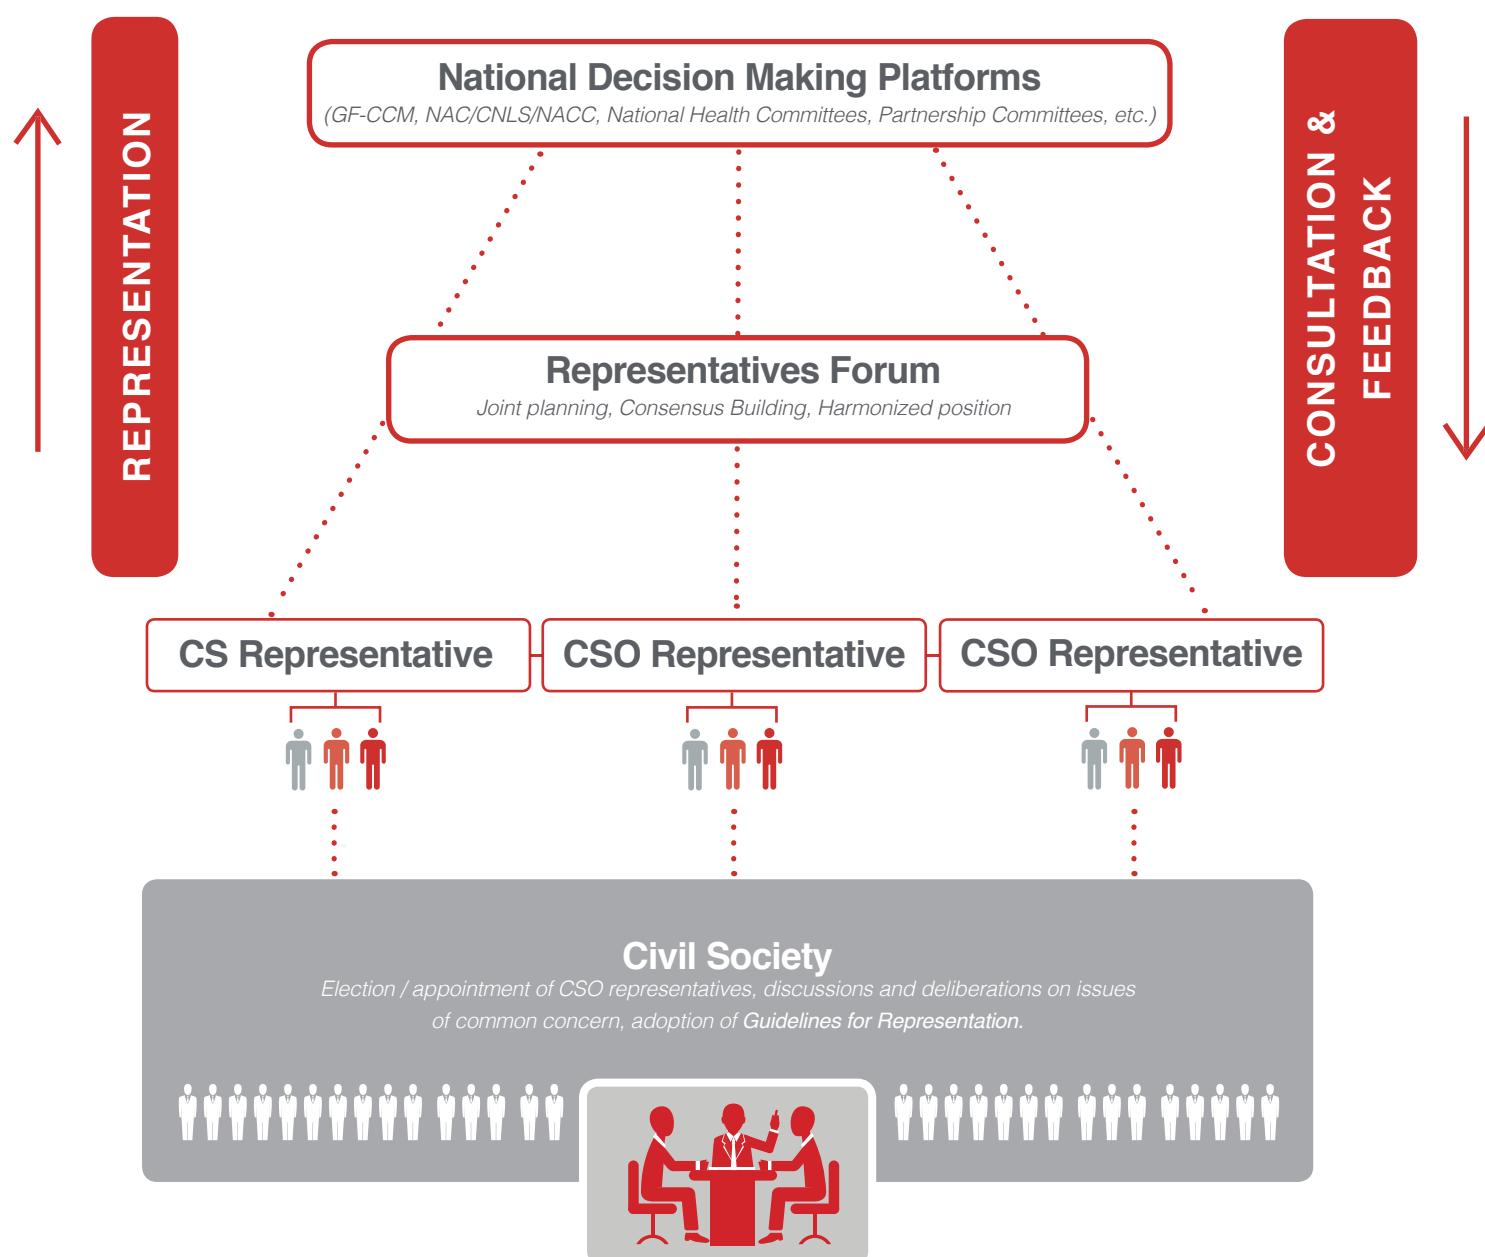 REPRESENTATION
National Decision Making Platforms
(GF-CCM, NAC/CNLS/NACC, National Health Committees, Partnership Committees, etc.)
CONSULTATION &
FEEDBACK
Representatives Forum
Joint planning, Consensus Building, Harmonized position
CS Representative
CSO Representative
CSO Representative
Civil Society
Election / appointment of CSO representatives, discussions and deliberations on issues
of common concern, adoption of Guidelines for Representation.